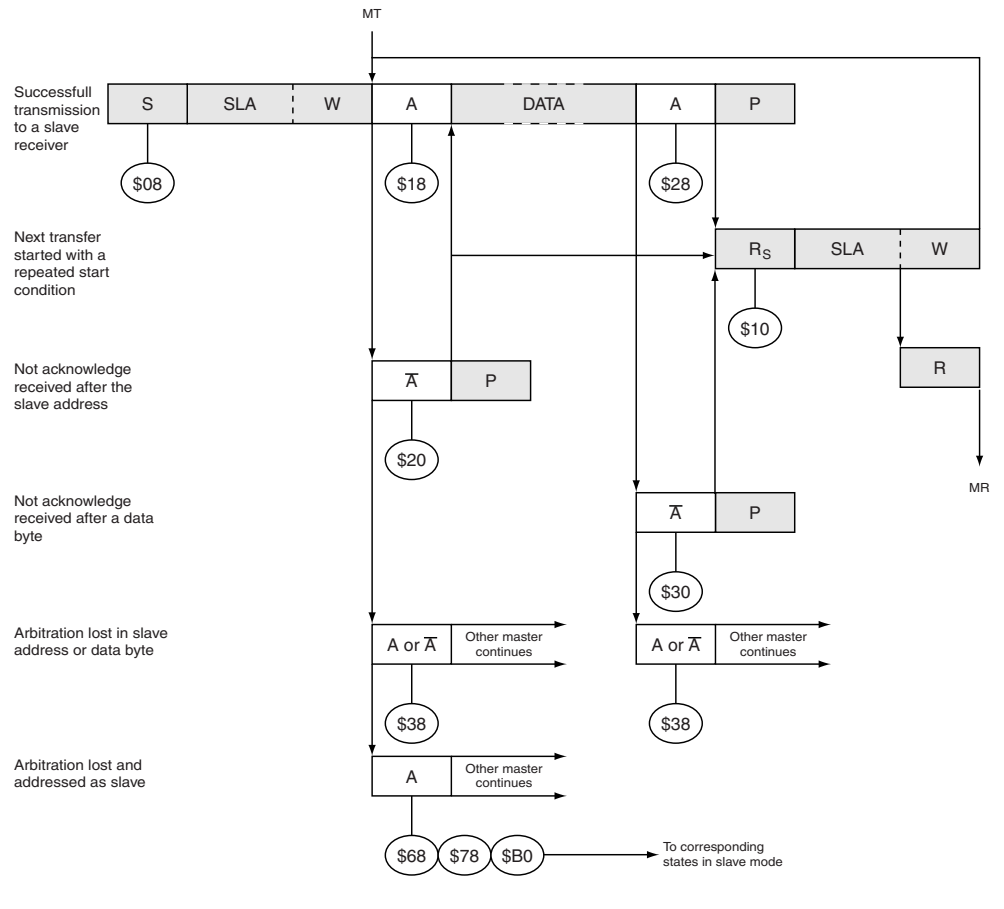 MT
Successfull
transmission
to a slave
receiver
S SLA W A DATA A P
$08 $18 $28
Next transfer
started with a
repeated start
condition
RS SLA W
$10
Not acknowledge
received after the
slave address
A̅ P
R
$20
MR
Not acknowledge
received after a data
byte
A̅ P
$30
Arbitration lost in slave
address or data byte
A or A̅
Other master
continues
A or A̅
Other master
continues
$38 $38
Arbitration lost and
addressed as slave
A
Other master
continues
$68 $78 $B0
To corresponding
states in slave mode